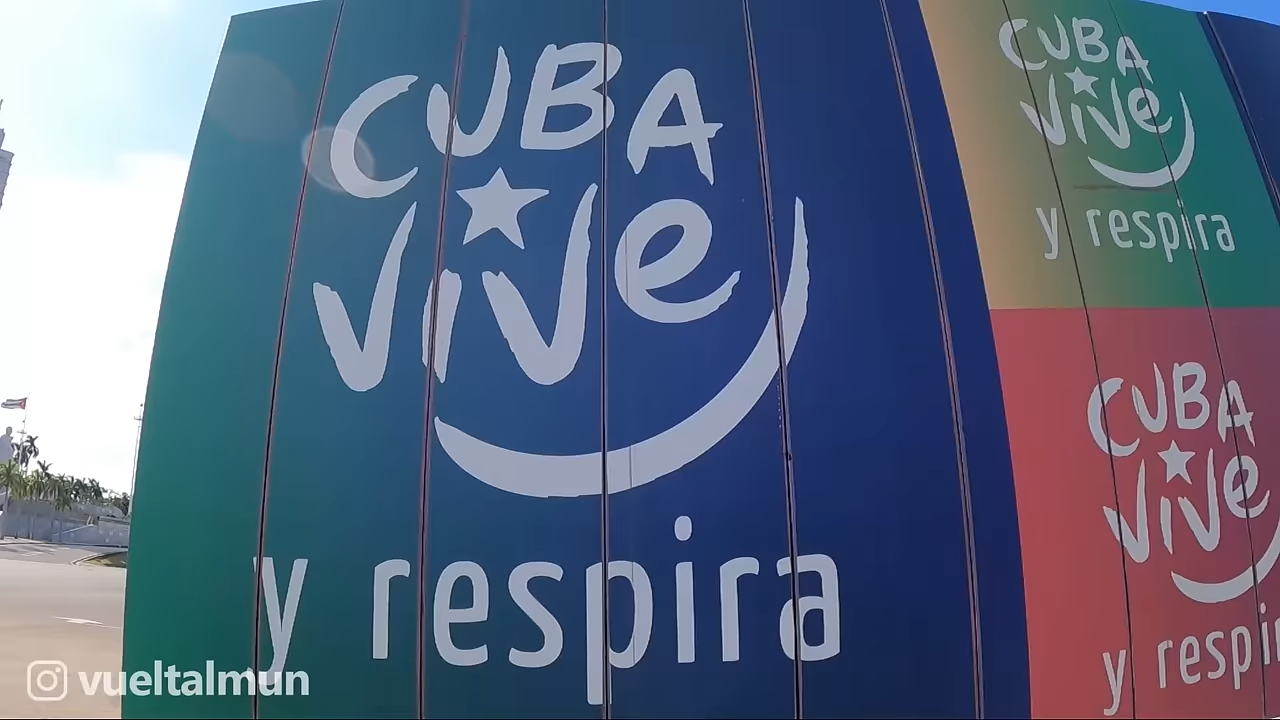 CUBA
ViVe
y respira
CUBA
ViVe
y respira
CUBA
ViVe
y respi
vueltalmun